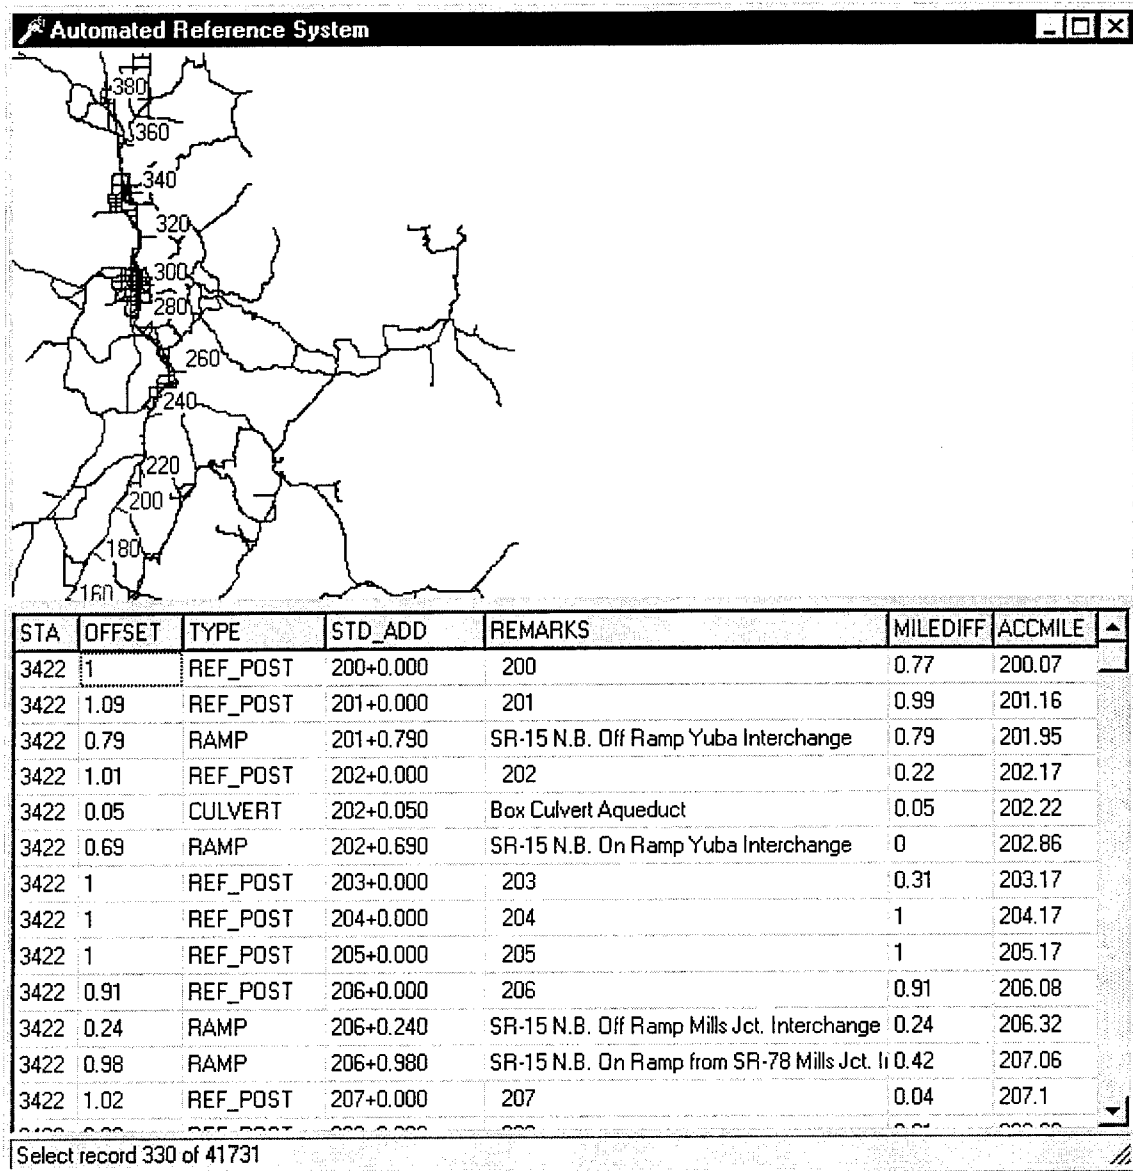 Automated Reference System
380
360
340
320
300
280
260
240
220
200
180
160
STA OFFSET TYPE STD_ADD REMARKS MILEDIFF ACCMILE
3422 1 REF_POST 200+0.000 200 0.77 200.07
3422 1.09 REF_POST 201+0.000 201 0.99 201.16
3422 0.79 RAMP 201+0.790 SR-15 N.B. Off Ramp Yuba Interchange 0.79 201.95
3422 1.01 REF_POST 202+0.000 202 0.22 202.17
3422 0.05 CULVERT 202+0.050 Box Culvert Aqueduct 0.05 202.22
3422 0.69 RAMP 202+0.690 SR-15 N.B. On Ramp Yuba Interchange 0 202.86
3422 1 REF_POST 203+0.000 203 0.31 203.17
3422 1 REF_POST 204+0.000 204 1 204.17
3422 1 REF_POST 205+0.000 205 1 205.17
3422 0.91 REF_POST 206+0.000 206 0.91 206.08
3422 0.24 RAMP 206+0.240 SR-15 N.B. Off Ramp Mills Jct. Interchange 0.24 206.32
3422 0.98 RAMP 206+0.980 SR-15 N.B. On Ramp from SR-78 Mills Jct. 0.42 207.06
3422 1.02 REF_POST 207+0.000 207 0.04 207.1
Select record 330 of 41731